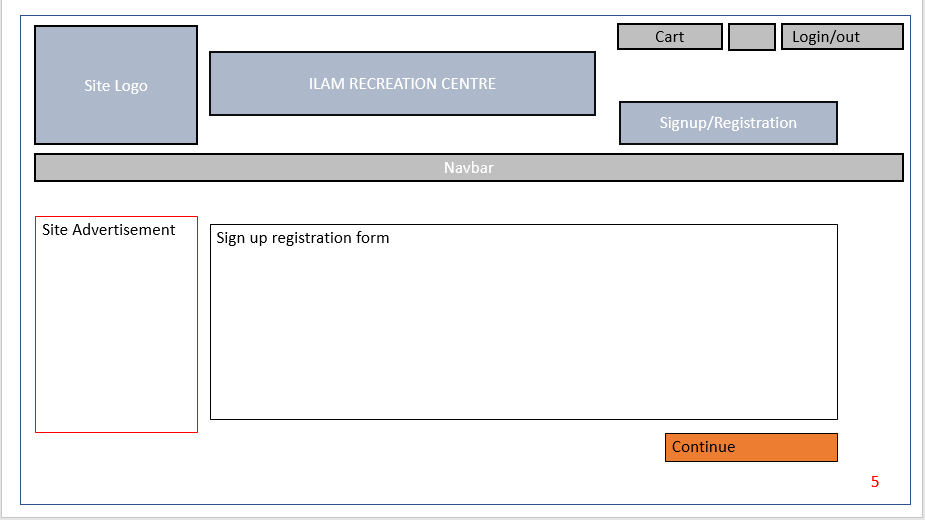 Cart
Login/out
Site Logo
ILAM RECREATION CENTRE
Signup/Registration
Navbar
Site Advertisement
Sign up registration form
Continue
5